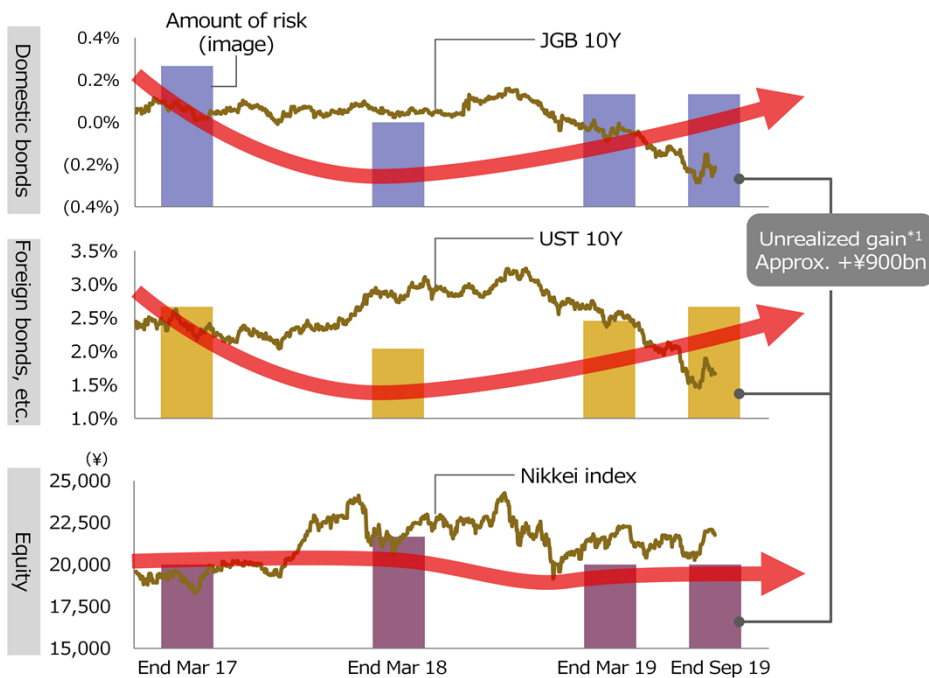 Domestic bonds
Amount of risk
(image)
JGB 10Y
0.4%
0.2%
0.0%
(0.2%)
(0.4%)
Unrealized gain*1
Approx. +¥900bn
Foreign bonds, etc.
UST 10Y
3.5%
3.0%
2.5%
2.0%
1.5%
1.0%
Equity
(¥)
Nikkei index
25,000
22,500
20,000
17,500
15,000
End Mar 17
End Mar 18
End Mar 19
End Sep 19